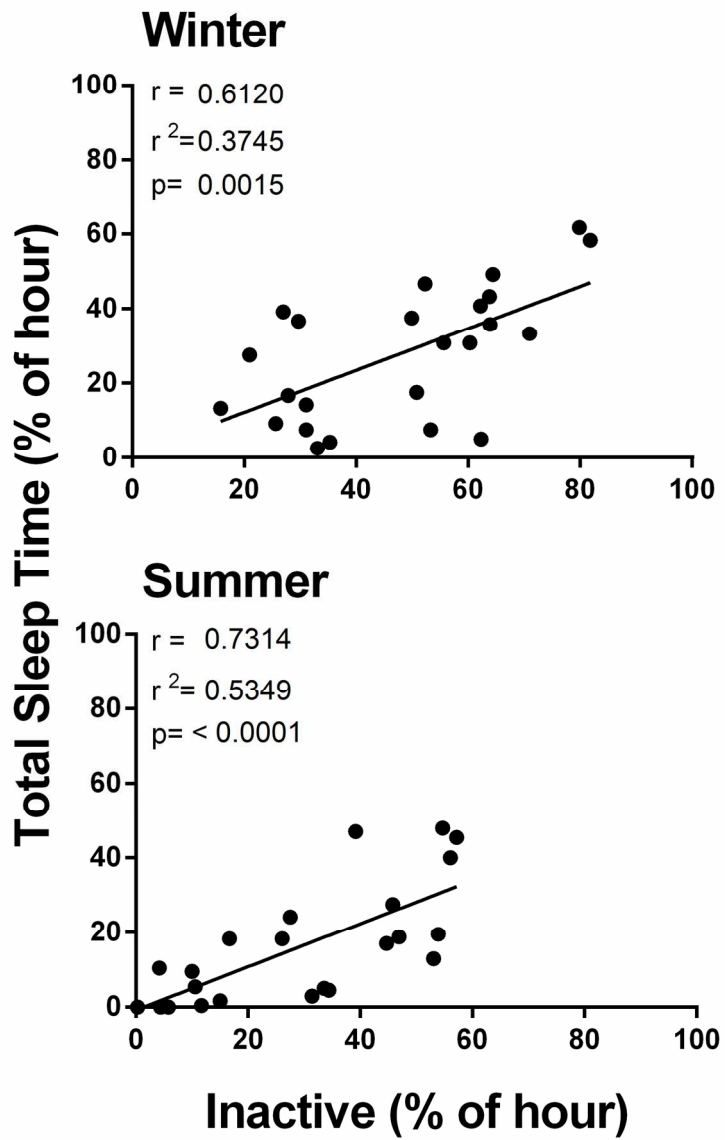 Winter
r = 0.6120
r 2=0.3745
p= 0.0015
100
80
60
40
20
0
0 20 40 60 80 100
Total Sleep Time (% of hour)
Summer
r = 0.7314
r 2= 0.5349
p= < 0.0001
100
80
60
40
20
0
0 20 40 60 80 100
Inactive (% of hour)